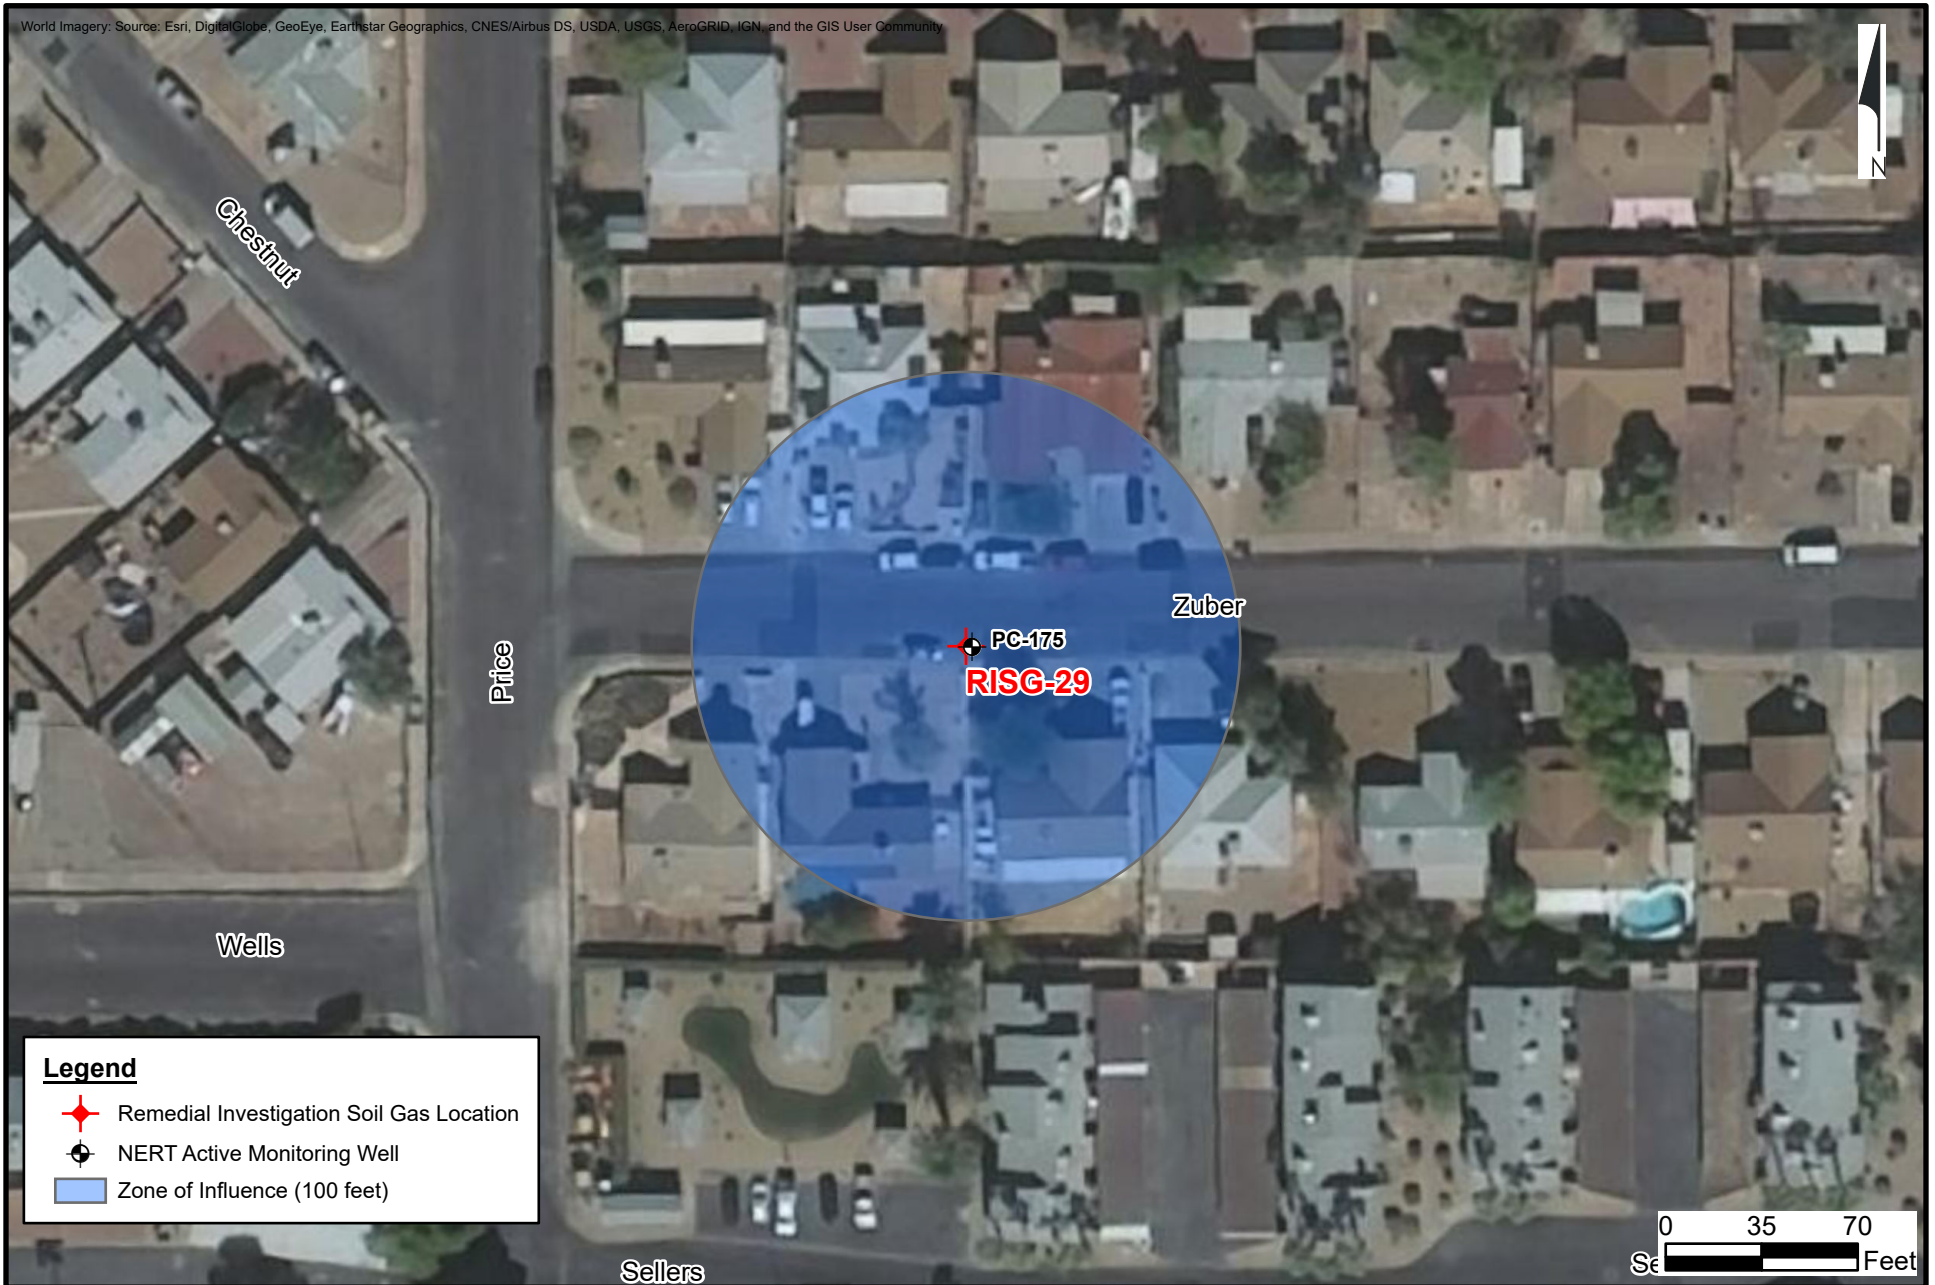 World Imagery: Source: Esri, DigitalGlobe, GeoEye, Earthstar Geographics, CNES/Airbus DS, USDA, USGS, AeroGRID, IGN, and the GIS User Community
N
Chestnut
Zuber
PC-175
RISG-29
Price
Wells
Legend
Remedial Investigation Soil Gas Location
NERT Active Monitoring Well
Zone of Influence (100 feet)
0 35 70
Feet
Se
Sellers